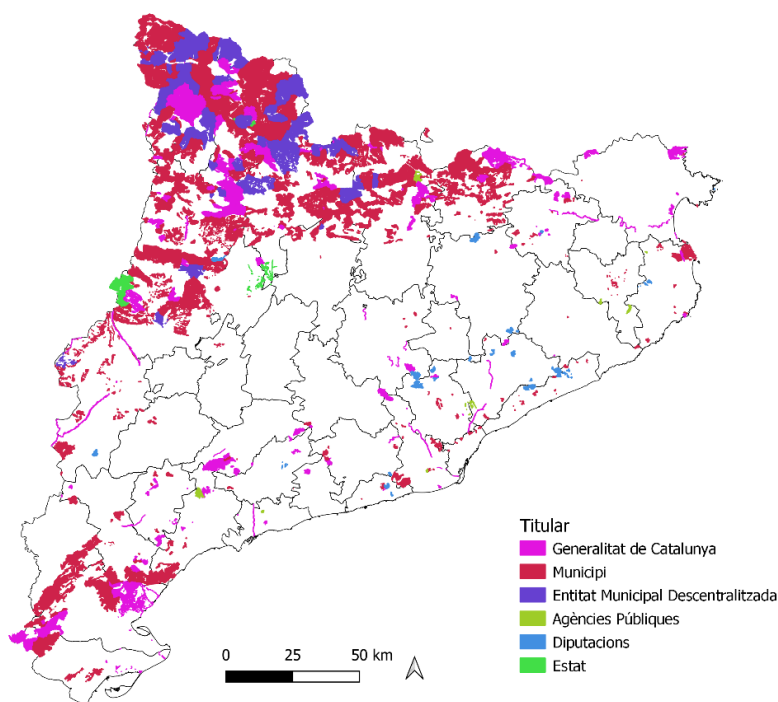 Titular
Generalitat de Catalunya
Municipi
Entitat Municipal Descentralitzada
Agències Públiques
Diputacions
Estat
0 25 50 km